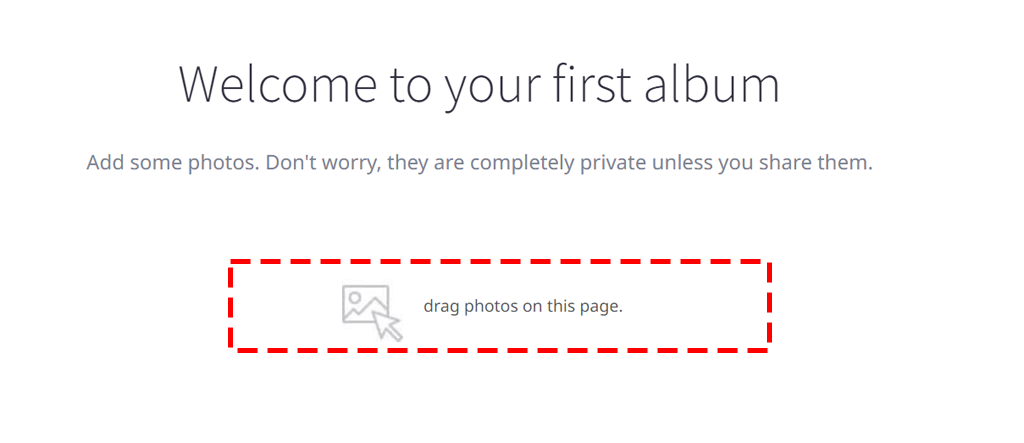 Welcome to your first album
Add some photos. Don't worry, they are completely private unless you share them.
drag photos on this page.